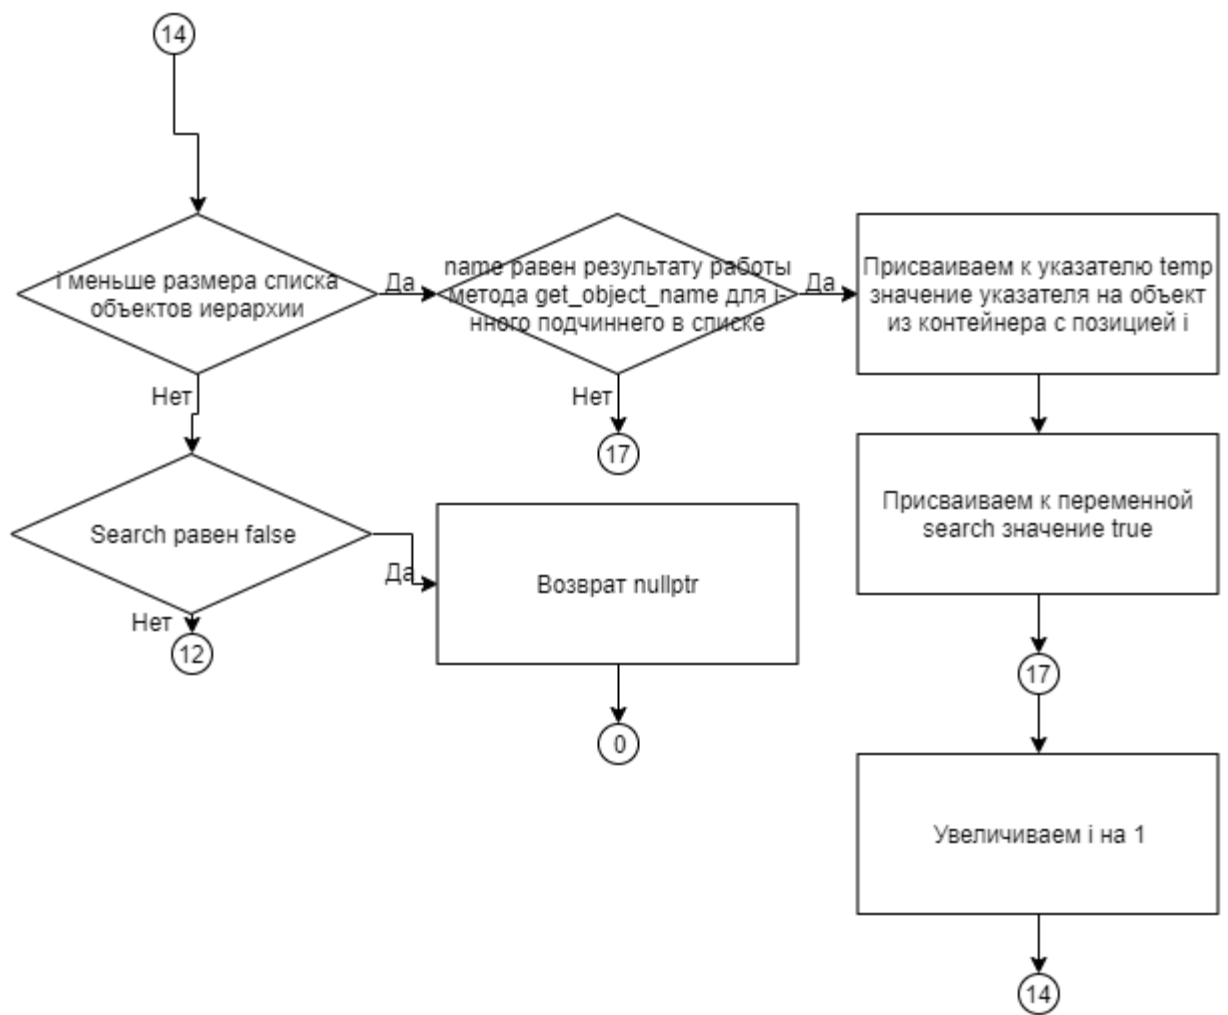 14
i меньше размера списка
объектов иерархии
Да
name равен результату работы
метода get_object_name для i-
нного подчиннего в списке
Да
Присваиваем к указателю temp
значение указателя на объект
из контейнера с позицией i
Нет
Нет
17
Search равен false
Да
Возврат nullptr
Присваиваем к переменной
search значение true
Нет
12
17
0
Увеличиваем i на 1
14